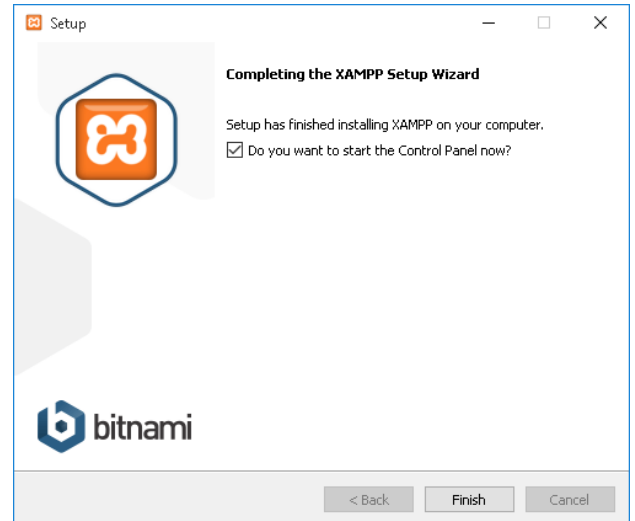 Setup
Completing the XAMPP Setup Wizard
Setup has finished installing XAMPP on your computer.
Do you want to start the Control Panel now?
bitnami
< Back Finish Cancel